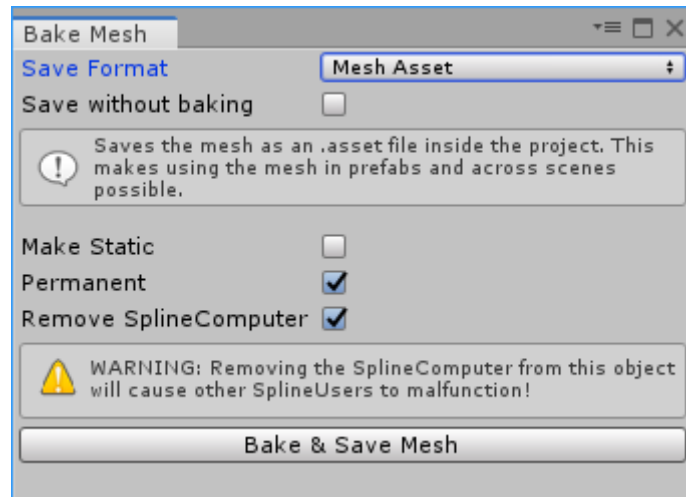 Bake Mesh
Save Format
Mesh Asset
Save without baking
Saves the mesh as an .asset file inside the project. This
makes using the mesh in prefabs and across scenes
possible.
Make Static
Permanent
Remove SplineComputer
WARNING: Removing the SplineComputer from this object
will cause other SplineUsers to malfunction!
Bake & Save Mesh